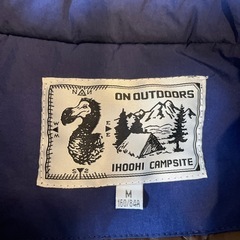 N
W E
S
ON OUTDOORS
IHOOHI CAMPSITE
M
160/84A